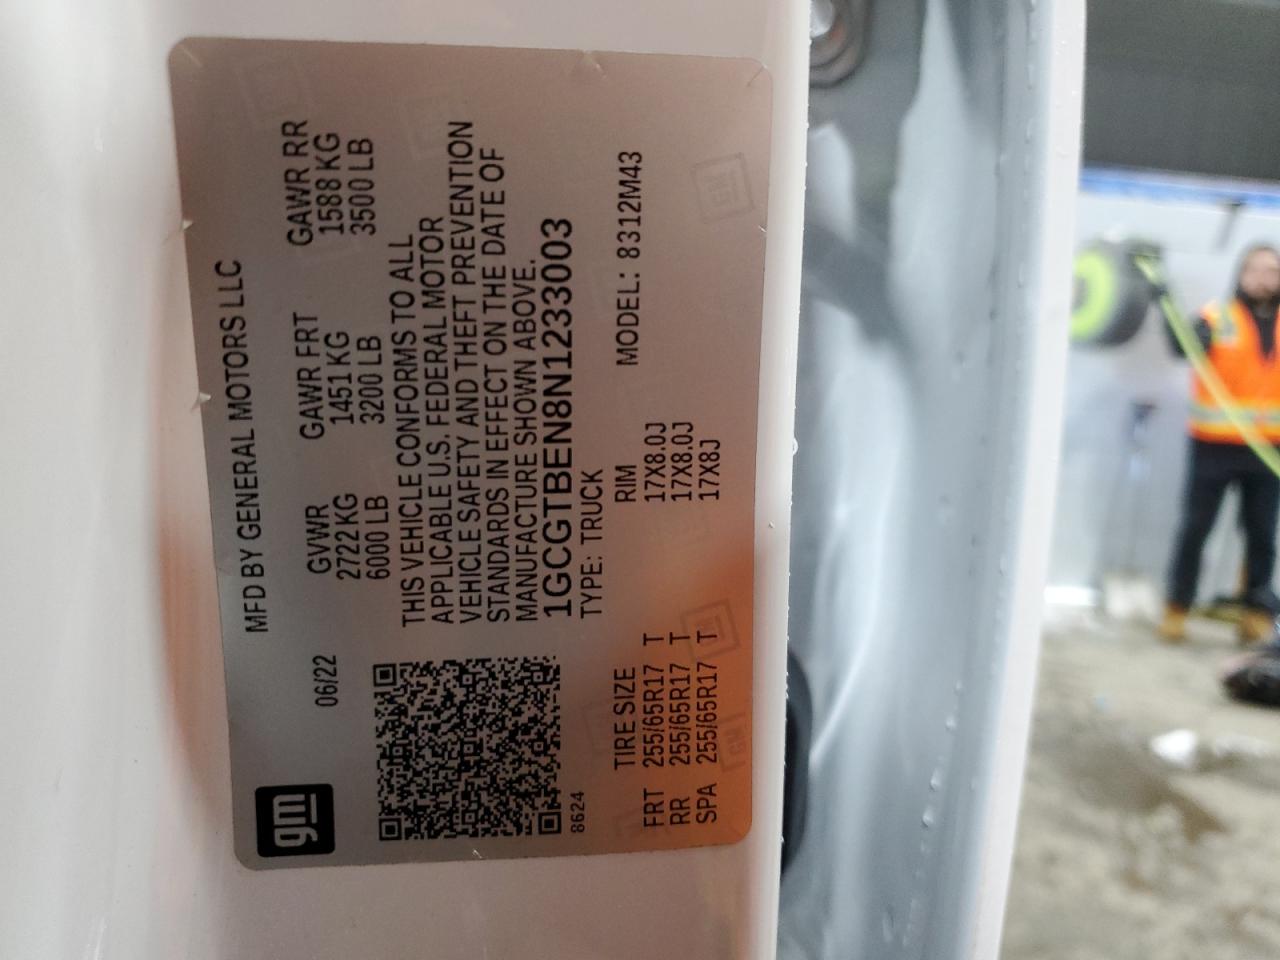 gm
MFD BY GENERAL MOTORS LLC
06/22
GVWR GAWR FRT GAWR RR
2722 KG 1451 KG 1588 KG
6000 LB 3200 LB 3500 LB
THIS VEHICLE CONFORMS TO ALL
APPLICABLE U.S. FEDERAL MOTOR
VEHICLE SAFETY AND THEFT PREVENTION
STANDARDS IN EFFECT ON THE DATE OF
MANUFACTURE SHOWN ABOVE.
1GCGTBEN8N1233003
8624
TYPE: TRUCK
TIRE SIZE RIM MODEL: 8312M43
FRT 255/65R17 T 17X8.0J
RR 255/65R17 T 17X8.0J
SPA 255/65R17 T 17X8J